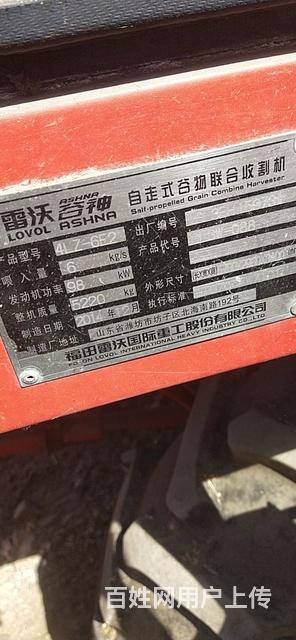 雷沃 谷神 自走式谷物联合收割机
LOVOL ASHNA Self-propelled Grain Combine Harvester
产品型号 4LZ-6E2 出厂编号
喂入量 6 kg/s 产品代号
发动机功率 98 kW
整机质量 5220 外形尺寸
制造日期 2014 年 执行标准
制造厂地址: 山东省潍坊市坊子区北海南路192号
福田雷沃国际重工股份有限公司
FOTON LOVOL INTERNATIONAL HEAVY INDUSTRY CO.,LTD
百姓网用户上传